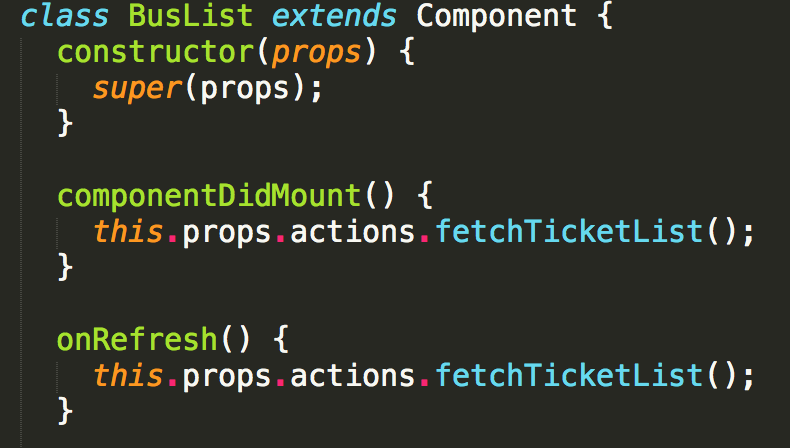 class BusList extends Component {
  constructor(props) {
    super(props);
  }

  componentDidMount() {
    this.props.actions.fetchTicketList();
  }

  onRefresh() {
    this.props.actions.fetchTicketList();
  }